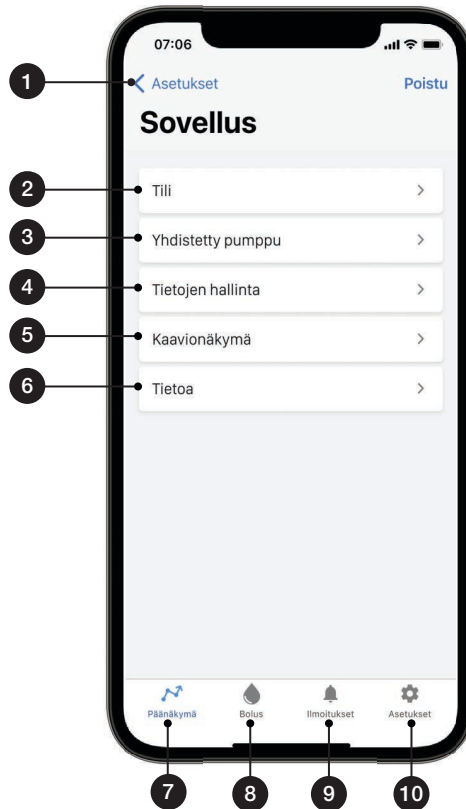 07:06
1
Asetukset Poistu
Sovellus
2 Tili
3 Yhdistetty pumppu
4 Tietojen hallinta
5 Kaavionäkymä
6 Tietoa
Päänäkymä Bolus Ilmoitukset Asetukset
7 8 9 10